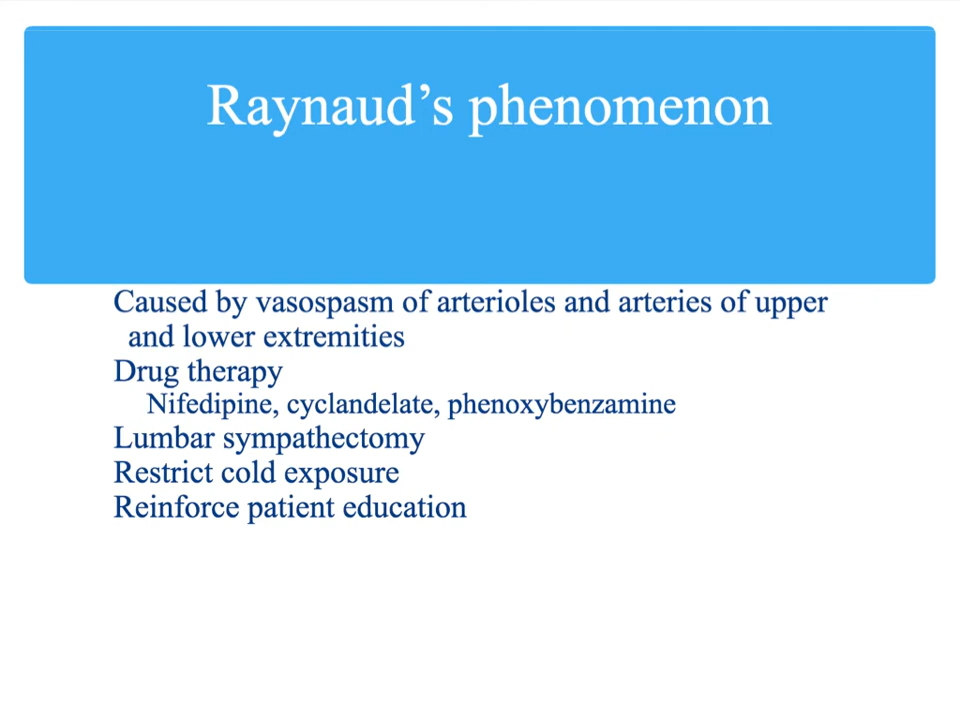 Raynaud’s phenomenon
Caused by vasospasm of arterioles and arteries of upper
and lower extremities
Drug therapy
Nifedipine, cyclandelate, phenoxybenzamine
Lumbar sympathectomy
Restrict cold exposure
Reinforce patient education